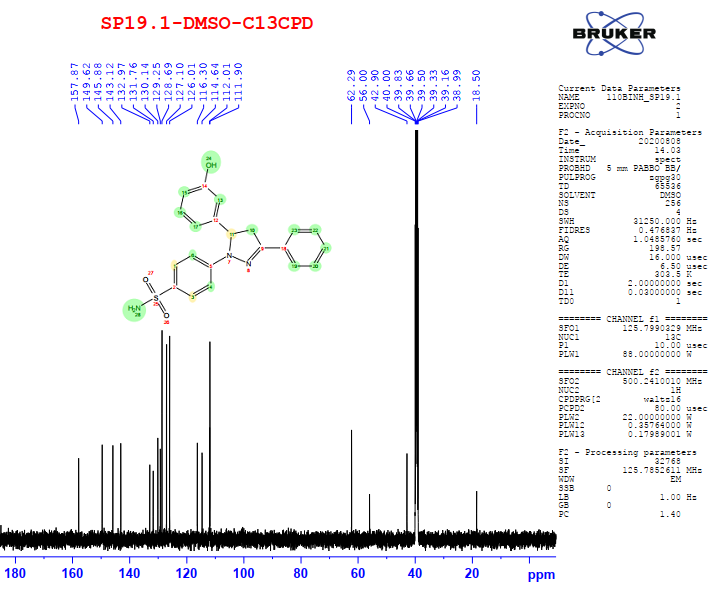 SP19.1-DMSO-C13CPD
BRUKER
157.87
149.62
145.88
143.12
132.97
131.76
130.14
129.15
128.69
127.10
126.01
116.30
114.64
112.01
111.90
62.29
56.00
42.90
40.00
39.83
39.66
39.50
39.33
39.16
38.99
18.50
Current Data Parameters
NAME 110BINH_SP19.1
EXPNO 2
PROCNO 1
F2 - Acquisition Parameters
Date_ 20200808
Time 14.03
INSTRUM spect
PROBHD 5 mm PABBO BB/
PULPROG zgpg30
TD 65536
SOLVENT DMSO
NS 256
DS 4
SWH 31250.000 Hz
FIDRES 0.476837 Hz
AQ 1.0485760 sec
RG 198.57
DW 16.000 usec
DE 6.50 usec
TE 303.5 K
D1 2.00000000 sec
D11 0.03000000 sec
TD0 1
======== CHANNEL f1 ========
SFO1 125.7990329 MHz
NUC1 13C
P1 10.00 usec
PLW1 88.00000000 W
======== CHANNEL f2 ========
SFO2 500.2410010 MHz
NUC2 1H
CPDPRG[2 waltz16
PCPD2 80.00 usec
PLW2 22.00000000 W
PLW12 0.35764000 W
PLW13 0.17989001 W
F2 - Processing parameters
SI 32768
SF 125.7852611 MHz
WDW EM
SSB 0
LB 1.00 Hz
GB 0
PC 1.40
OH
N
N
S
O
O
H2N
180 160 140 120 100 80 60 40 20 ppm